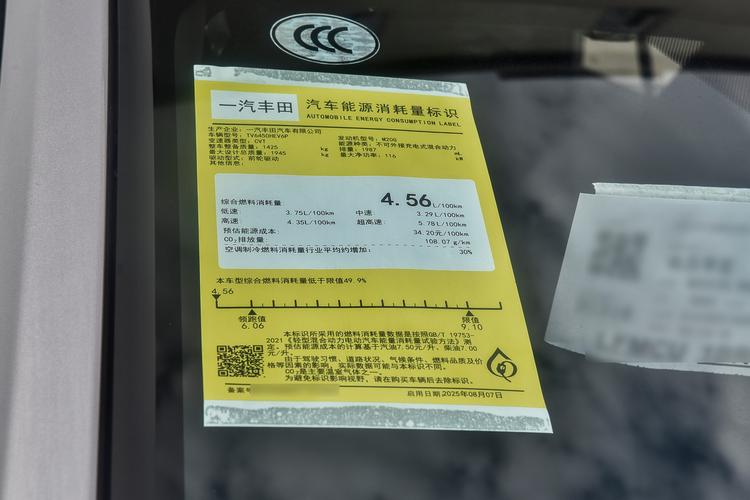 CCC
一汽丰田 汽车能源消耗量标识
AUTOMOBILE ENERGY CONSUMPTION LABEL
生产企业：一汽丰田汽车有限公司
车辆型号：TV6450HEV6P 发动机型号：M20G
变速器类型：CVT 能源种类：不可外接充电式混合动力
整车整备质量：1425 kg 排量：1987 mL
最大设计总质量：1945 kg 最大净功率：116 kW
驱动型式：前轮驱动
其他信息：
综合燃料消耗量 4.56 L/100km
低速： 3.75L/100km 中速： 3.29 L/100km
高速： 4.35L/100km 超高速： 5.78 L/100km
预估能源成本： 34.20元/100km
CO₂排放量： 108.07 g/km
空调制冷燃料消耗量行业平均约增加： 30%
本车型综合燃料消耗量低于限值49.9%
4.56
领跑值 限值
6.06 9.10
本标识所采用的燃料消耗量数据是按照GB/T 19753-
2021《轻型混合动力电动汽车能量消耗量试验方法》测
定。预估能源成本的计算基于汽油7.50元/升、柴油7.00
元/升。
由于驾驶习惯、道路状况、气候条件、燃料品质及价
格等因素的影响，实际数据可能与本标识不同。
CO₂是主要温室气体之一。
为避免标识影响视野，请在购买车辆后去除标识。
备案号
启用日期:2025年08月07日